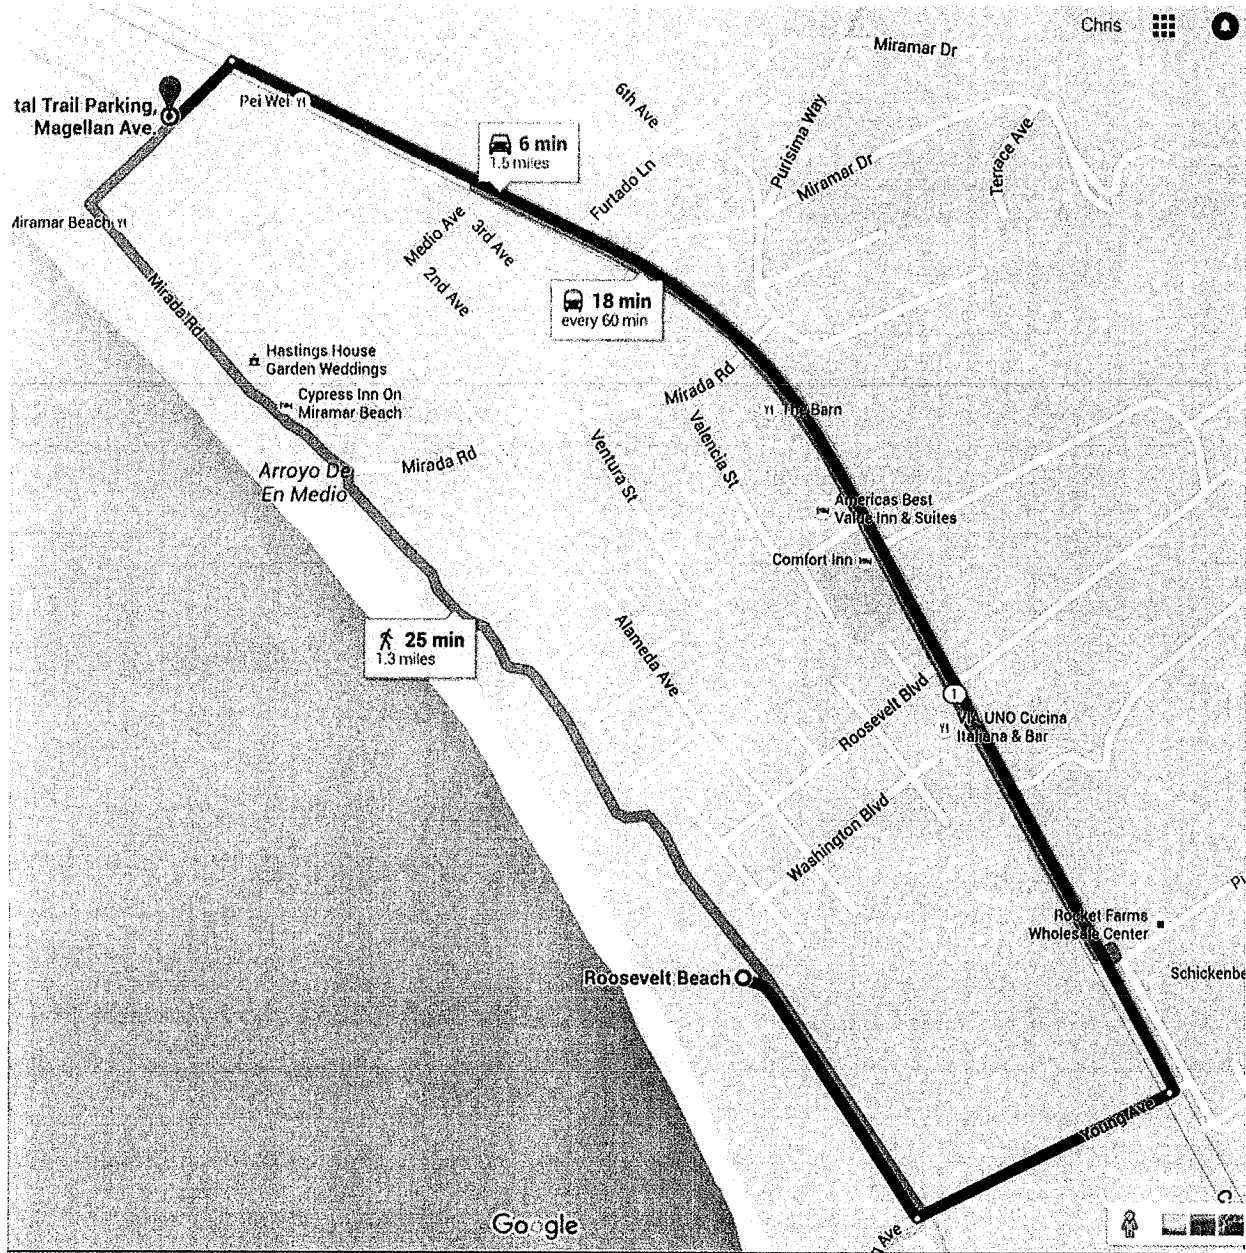 Chris
Miramar Dr
Pei Wei
6th Ave
Purisima Way
tal Trail Parking,
Magellan Ave.
6 min
1.5 miles
Miramar Dr
Terrace Ave
Furtado Ln
Miramar Beach
Medio Ave
3rd Ave
2nd Ave
Mirada Rd
18 min
every 60 min
Hastings House
Garden Weddings
Mirada Rd
Cypress Inn On
Miramar Beach
The Barn
Valencia St
Ventura St
Mirada Rd
Arroyo De
En Medio
Americas Best
Value Inn & Suites
Comfort Inn
25 min
1.3 miles
Alameda Ave
Roosevelt Blvd
1
VIA UNO Cucina
Italiana & Bar
Washington Blvd
Rocket Farms
Wholesale Center
Roosevelt Beach
Schickenbe
Young Ave
Google
n Ave
C